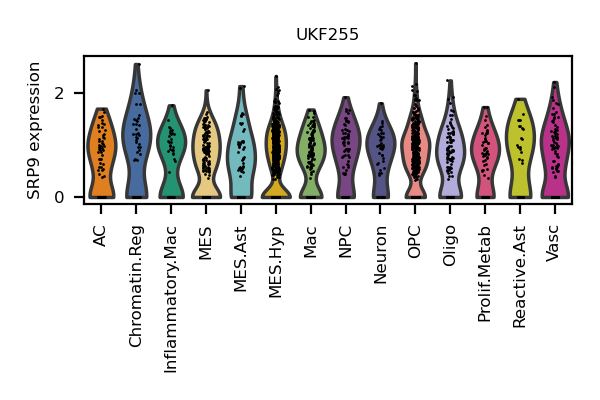 UKF255
SRP9 expression
2
0
AC
Chromatin.Reg
Inflammatory.Mac
MES
MES.Ast
MES.Hyp
Mac
NPC
Neuron
OPC
Oligo
Prolif.Metab
Reactive.Ast
Vasc